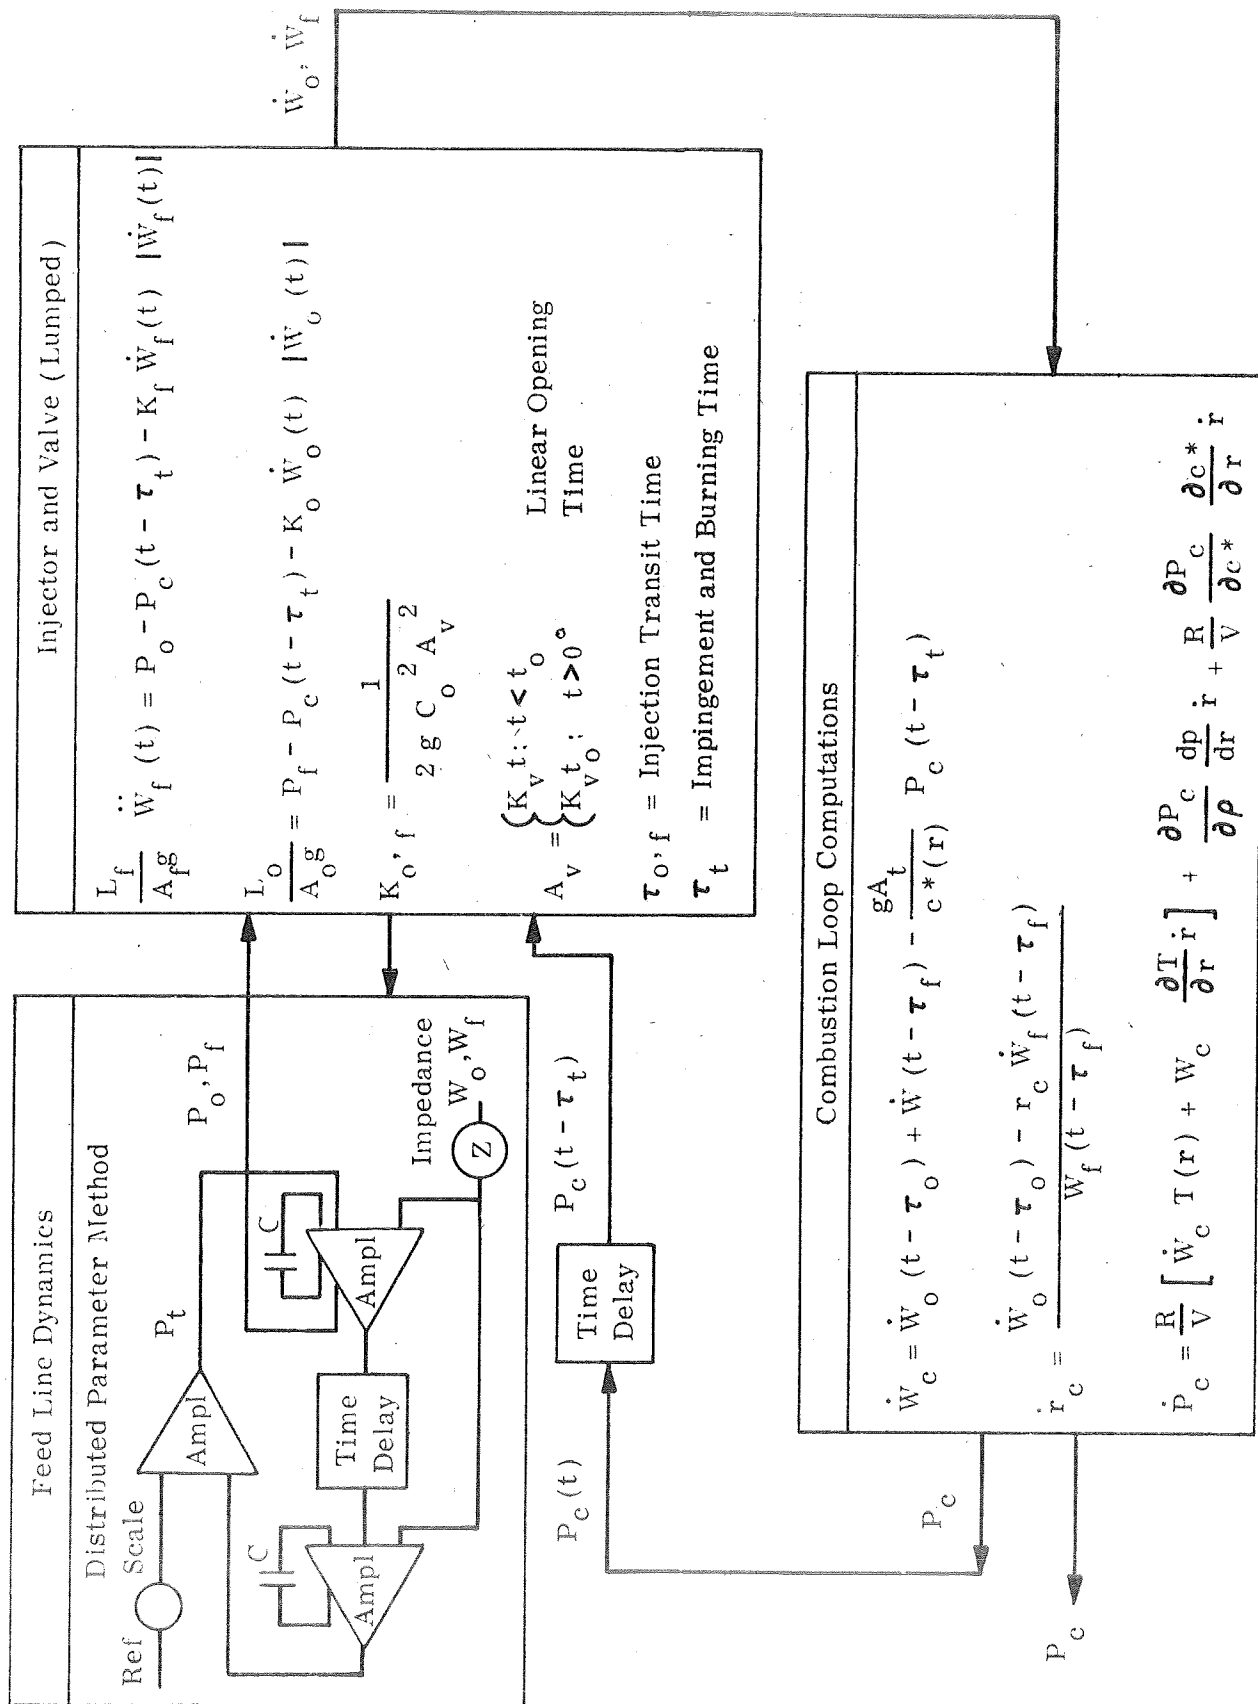 Feed Line Dynamics
Distributed Parameter Method
Ref
Scale
Ampl
P_t
C
Ampl
Time
Delay
C
Ampl
Impedance
Z
W_o, W_f
P_o, P_f
Injector and Valve (Lumped)
L_f / A_f g Ẅ_f (t) = P_o - P_c (t - τ_t) - K_f Ẇ_f (t) |Ẇ_f (t)|
L_o / A_o g = P_f - P_c (t - τ_t) - K_o Ẇ_o (t) |Ẇ_o (t)|
K_o,f = 1 / 2 g C_o^2 A_v^2
A_v = { K_v t: t < t_o
{ K_v t_o: t > 0
Linear Opening
Time
τ_o,f = Injection Transit Time
τ_t = Impingement and Burning Time
Ẇ_o, Ẇ_f
P_c (t)
Time
Delay
P_c (t - τ_t)
Combustion Loop Computations
Ẇ_c = Ẇ_o (t - τ_o) + Ẇ (t - τ_f) - gA_t / c*(r) P_c (t - τ_t)
ṙ_c = Ẇ_o (t - τ_o) - r_c Ẇ_f (t - τ_f) / W_f (t - τ_f)
Ṗ_c = R/V [ Ẇ_c T (r) + W_c ∂T/∂r ṙ ] + ∂P_c/∂ρ dp/dr ṙ + R/V ∂P_c/∂c* ∂c*/∂r ṙ
P_c
P_c